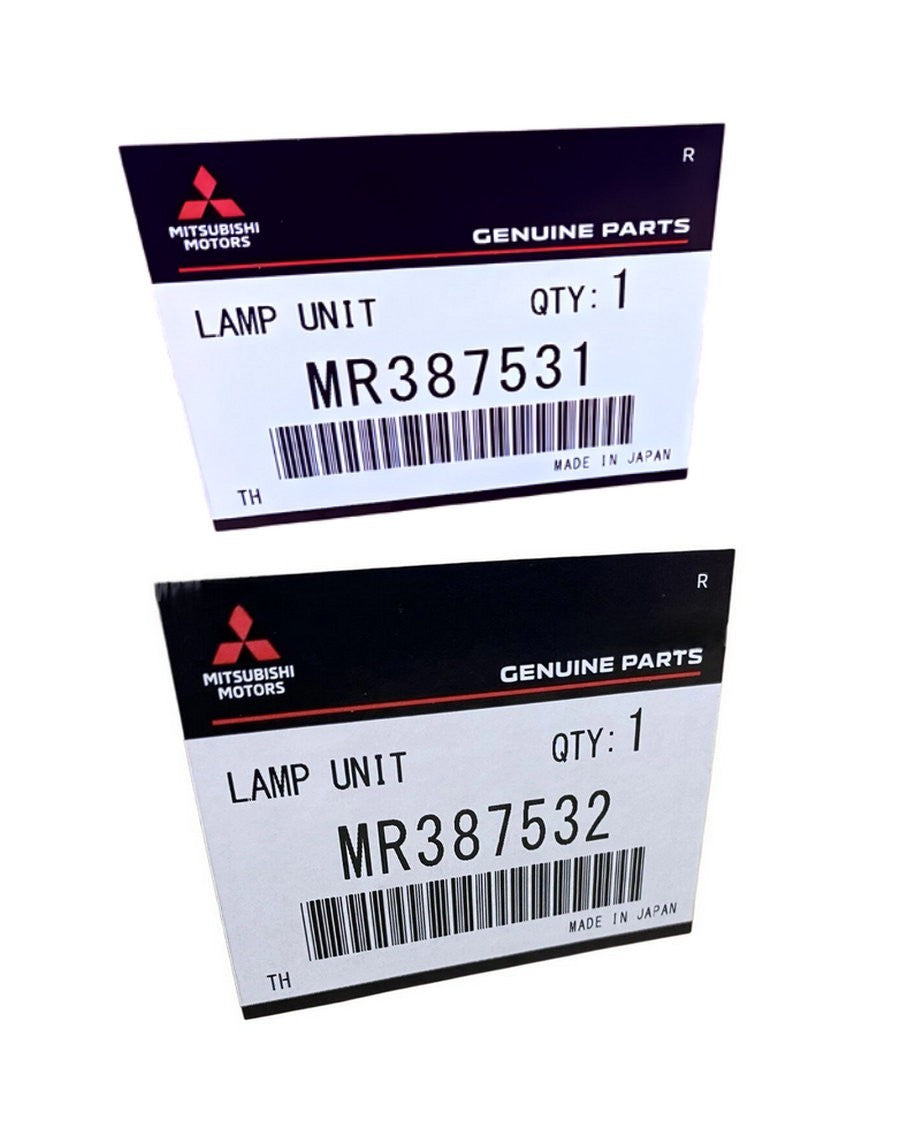 R
MITSUBISHI
MOTORS
GENUINE PARTS
LAMP UNIT QTY: 1
MR387531
MADE IN JAPAN
TH
R
MITSUBISHI
MOTORS
GENUINE PARTS
LAMP UNIT QTY: 1
MR387532
MADE IN JAPAN
TH